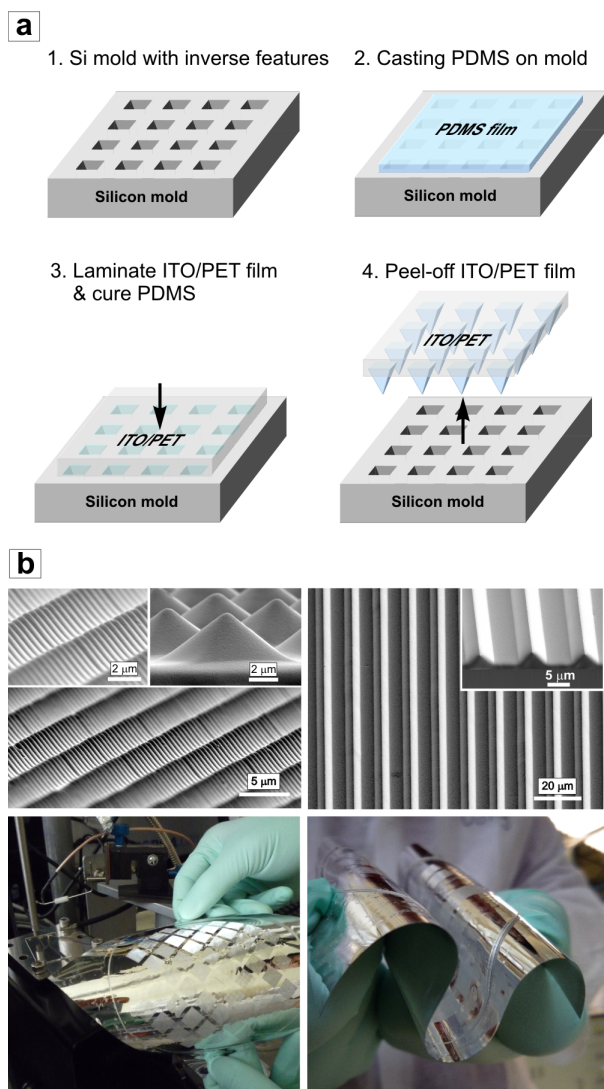 a
1. Si mold with inverse features
2. Casting PDMS on mold
PDMS film
Silicon mold
Silicon mold
3. Laminate ITO/PET film
& cure PDMS
4. Peel-off ITO/PET film
ITO/PET
ITO/PET
Silicon mold
Silicon mold
b
2 μm
2 μm
5 μm
5 μm
20 μm